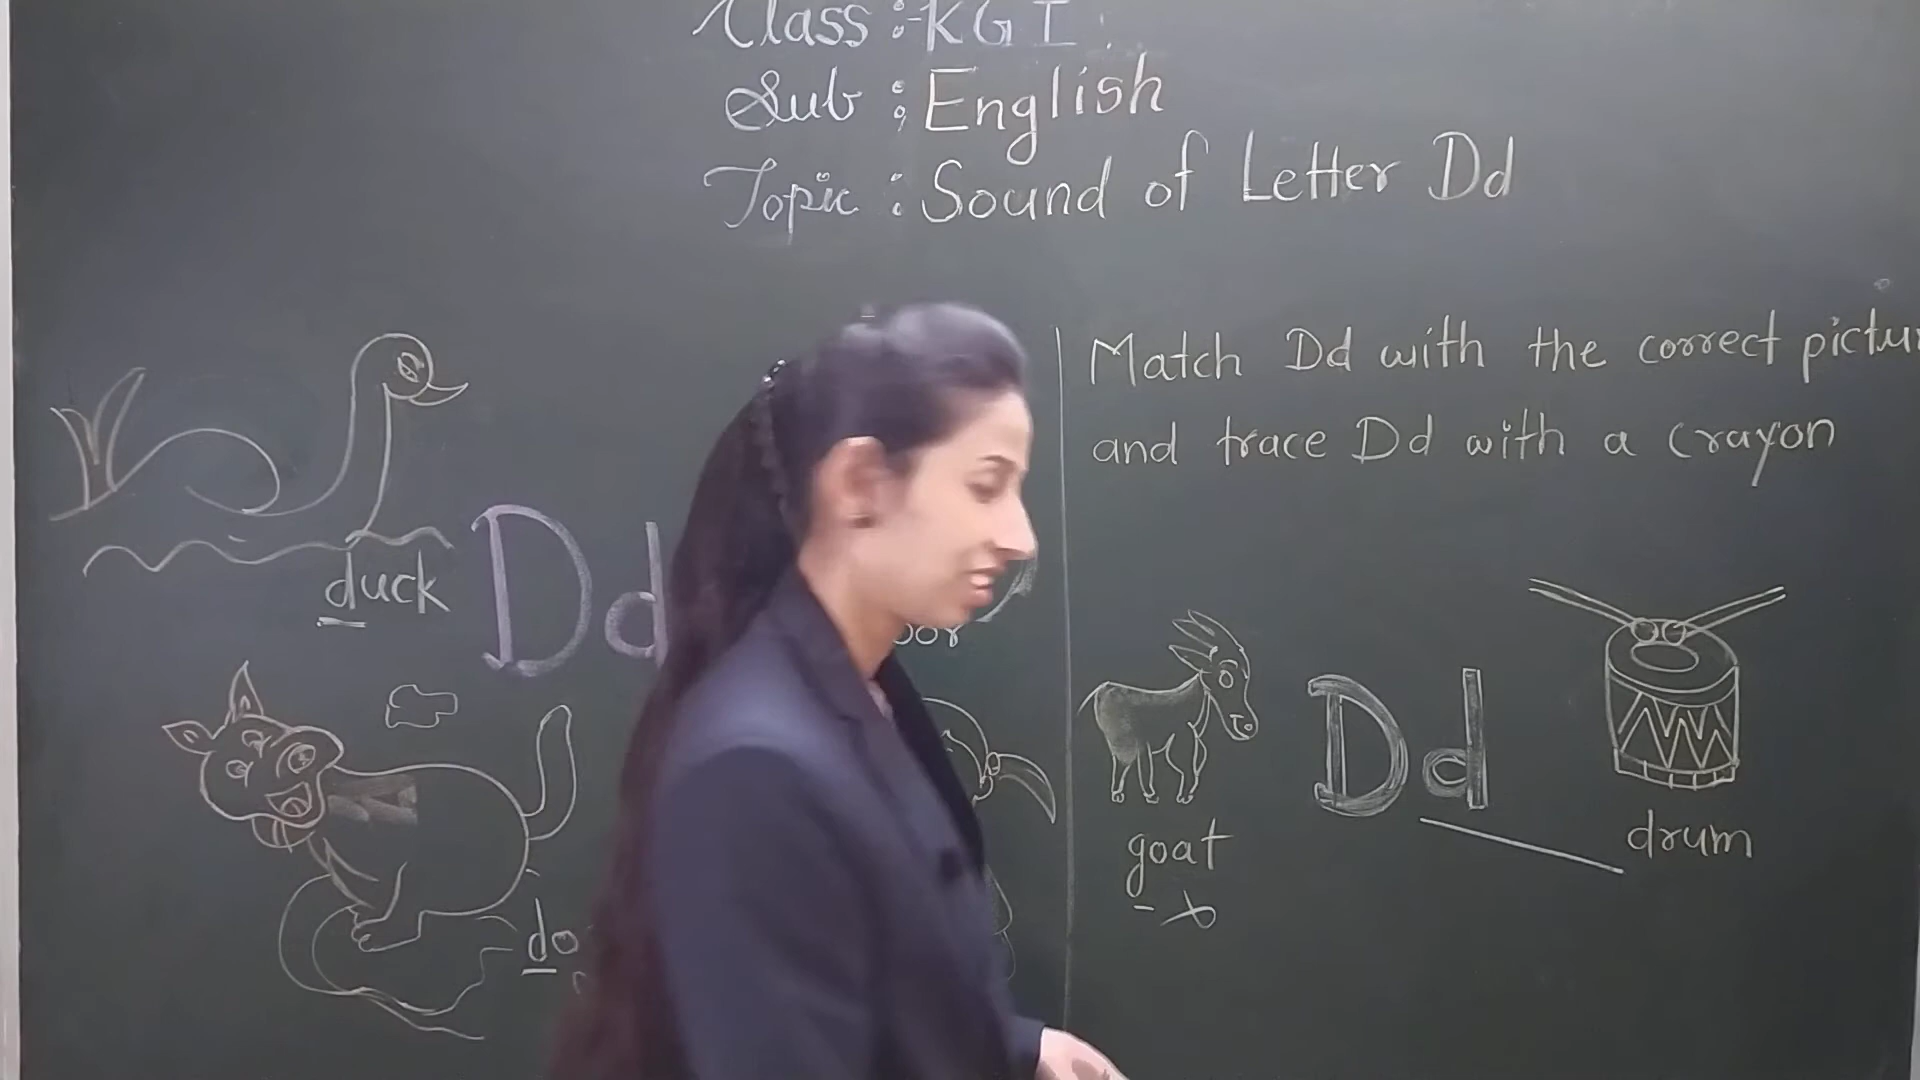 Class :- KG I
Sub : English
Topic : Sound of Letter Dd
duck
Dd
Match Dd with the correct
and trace Dd with a crayon
goat
Dd
drum